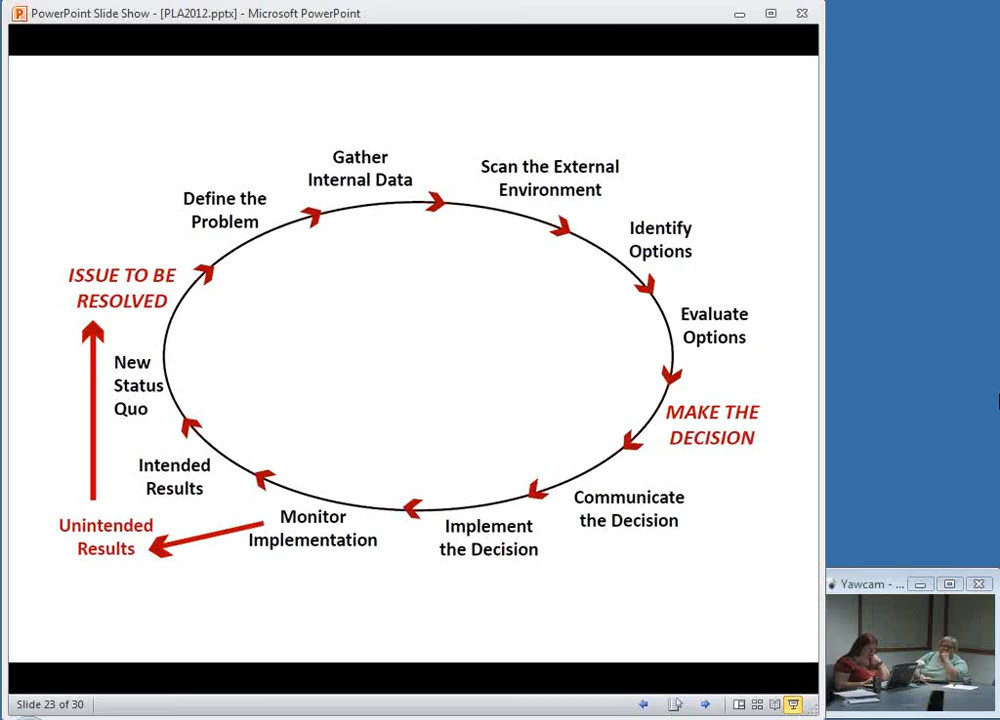 PowerPoint Slide Show - [PLA2012.pptx] - Microsoft PowerPoint
Gather
Internal Data
Scan the External
Environment
Define the
Problem
Identify
Options
ISSUE TO BE
RESOLVED
Evaluate
Options
New
Status
Quo
MAKE THE
DECISION
Intended
Results
Communicate
the Decision
Unintended
Results
Monitor
Implementation
Implement
the Decision
Yawcam - ...
Slide 23 of 30